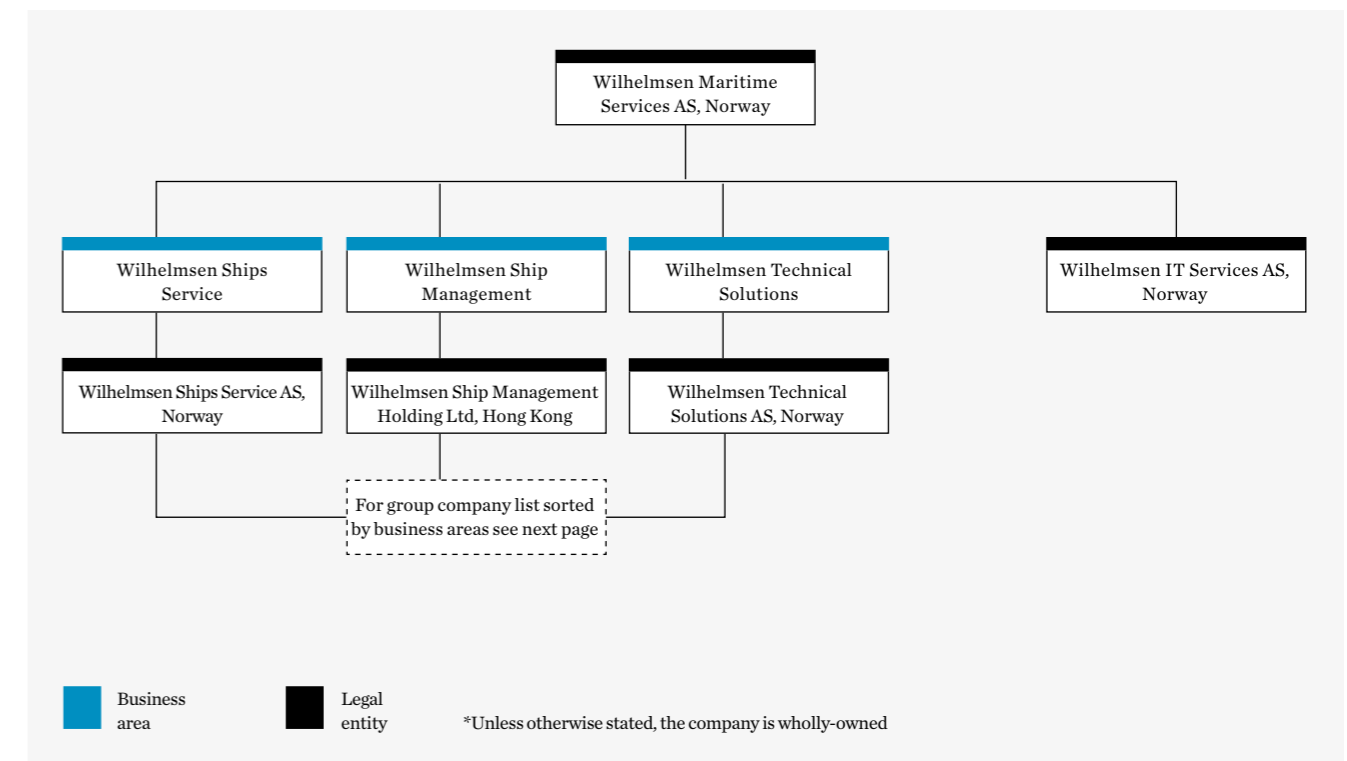 Wilhelmsen Maritime
Services AS, Norway
Wilhelmsen Ships
Service
Wilhelmsen Ship
Management
Wilhelmsen Technical
Solutions
Wilhelmsen IT Services AS,
Norway
Wilhelmsen Ships Service AS,
Norway
Wilhelmsen Ship Management
Holding Ltd, Hong Kong
Wilhelmsen Technical
Solutions AS, Norway
For group company list sorted
by business areas see next page
Business
area
Legal
entity
*Unless otherwise stated, the company is wholly-owned